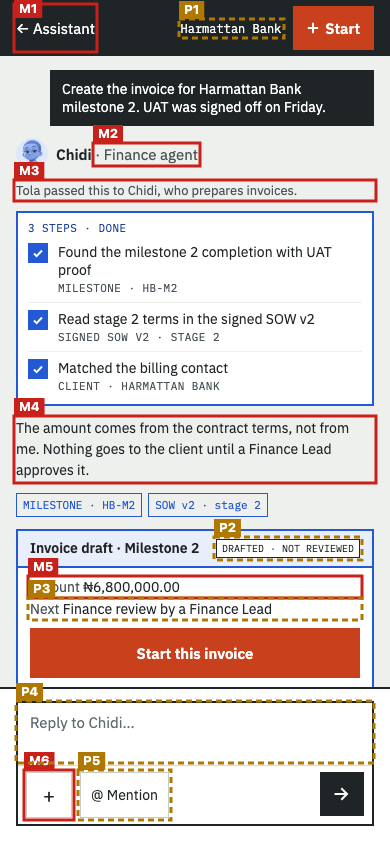 M1
P1
← Assistant
Harmattan Bank
+ Start
Create the invoice for Harmattan Bank
milestone 2. UAT was signed off on Friday.
M2
Chidi · Finance agent
M3
Tola passed this to Chidi, who prepares invoices.
3 STEPS · DONE
Found the milestone 2 completion with UAT
proof
MILESTONE · HB-M2
Read stage 2 terms in the signed SOW v2
SIGNED SOW V2 · STAGE 2
Matched the billing contact
CLIENT · HARMATTAN BANK
M4
The amount comes from the contract terms, not from
me. Nothing goes to the client until a Finance Lead
approves it.
MILESTONE · HB-M2
SOW v2 · stage 2
P2
Invoice draft · Milestone 2
DRAFTED · NOT REVIEWED
M5
P3
₦6,800,000.00
Next Finance review by a Finance Lead
Start this invoice
P4
Reply to Chidi...
M6
P5
+
@ Mention
→